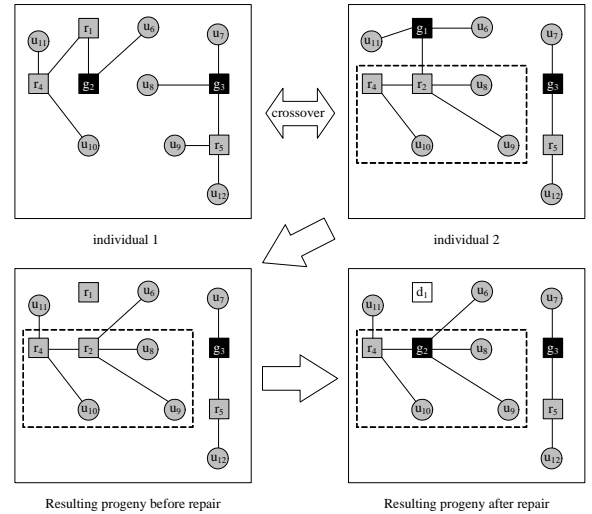 r1
g1
u11
u6
u7
u11
u6
u7
r4
g2
u8
g3
r4
r2
u8
g3
crossover
u10
u9
r5
u10
u9
r5
u12
u12
individual 1
individual 2
r1
d1
u11
u6
u7
u11
u6
u7
r4
r2
u8
g3
r4
g2
u8
g3
u10
u9
r5
u10
u9
r5
u12
u12
Resulting progeny before repair
Resulting progeny after repair